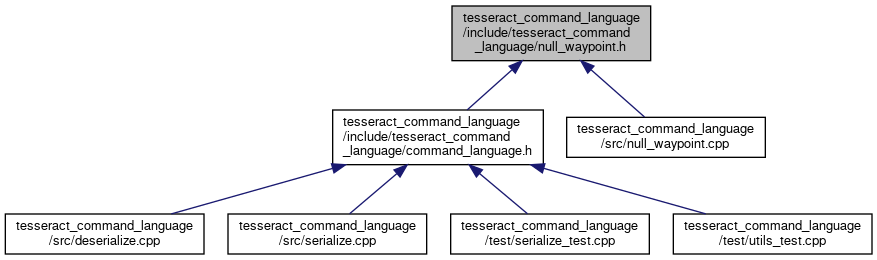 tesseract_command_language
/include/tesseract_command
_language/null_waypoint.h
tesseract_command_language
/include/tesseract_command
_language/command_language.h
tesseract_command_language
/src/null_waypoint.cpp
tesseract_command_language
/src/deserialize.cpp
tesseract_command_language
/src/serialize.cpp
tesseract_command_language
/test/serialize_test.cpp
tesseract_command_language
/test/utils_test.cpp